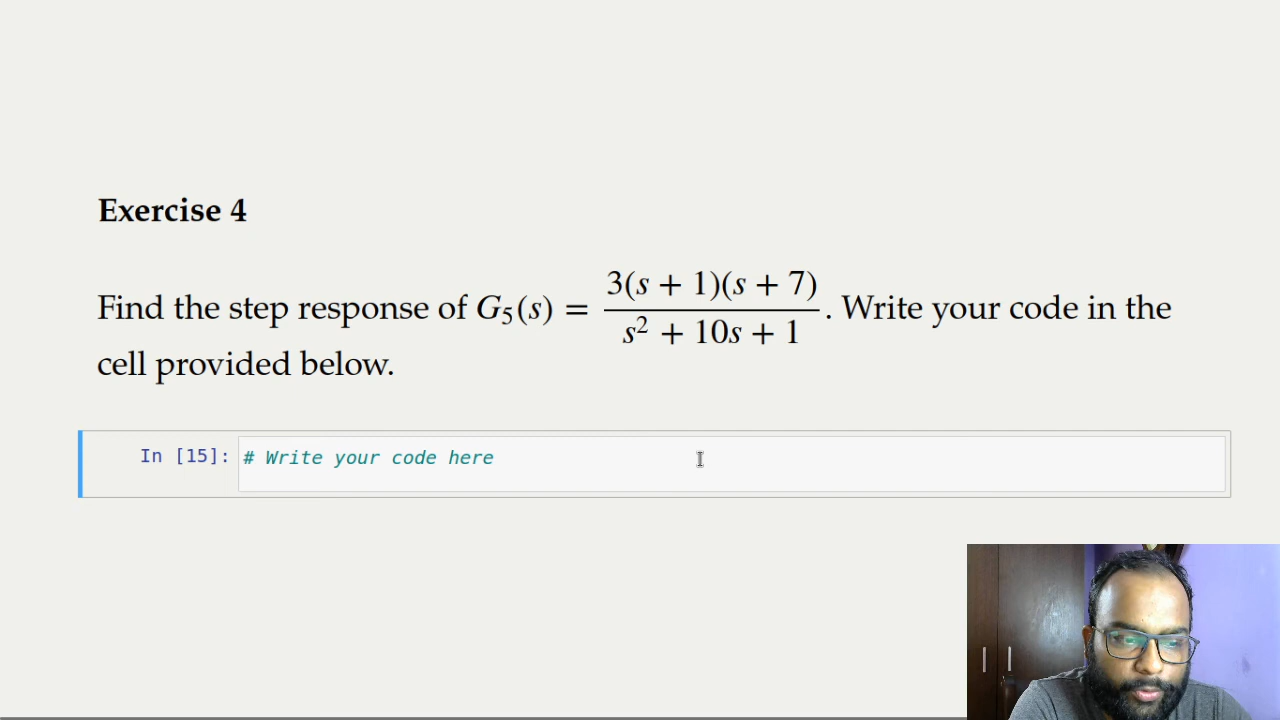 Exercise 4
Find the step response of G₅(s) = 3(s + 1)(s + 7) / s² + 10s + 1 . Write your code in the
cell provided below.
In [15]: # Write your code here